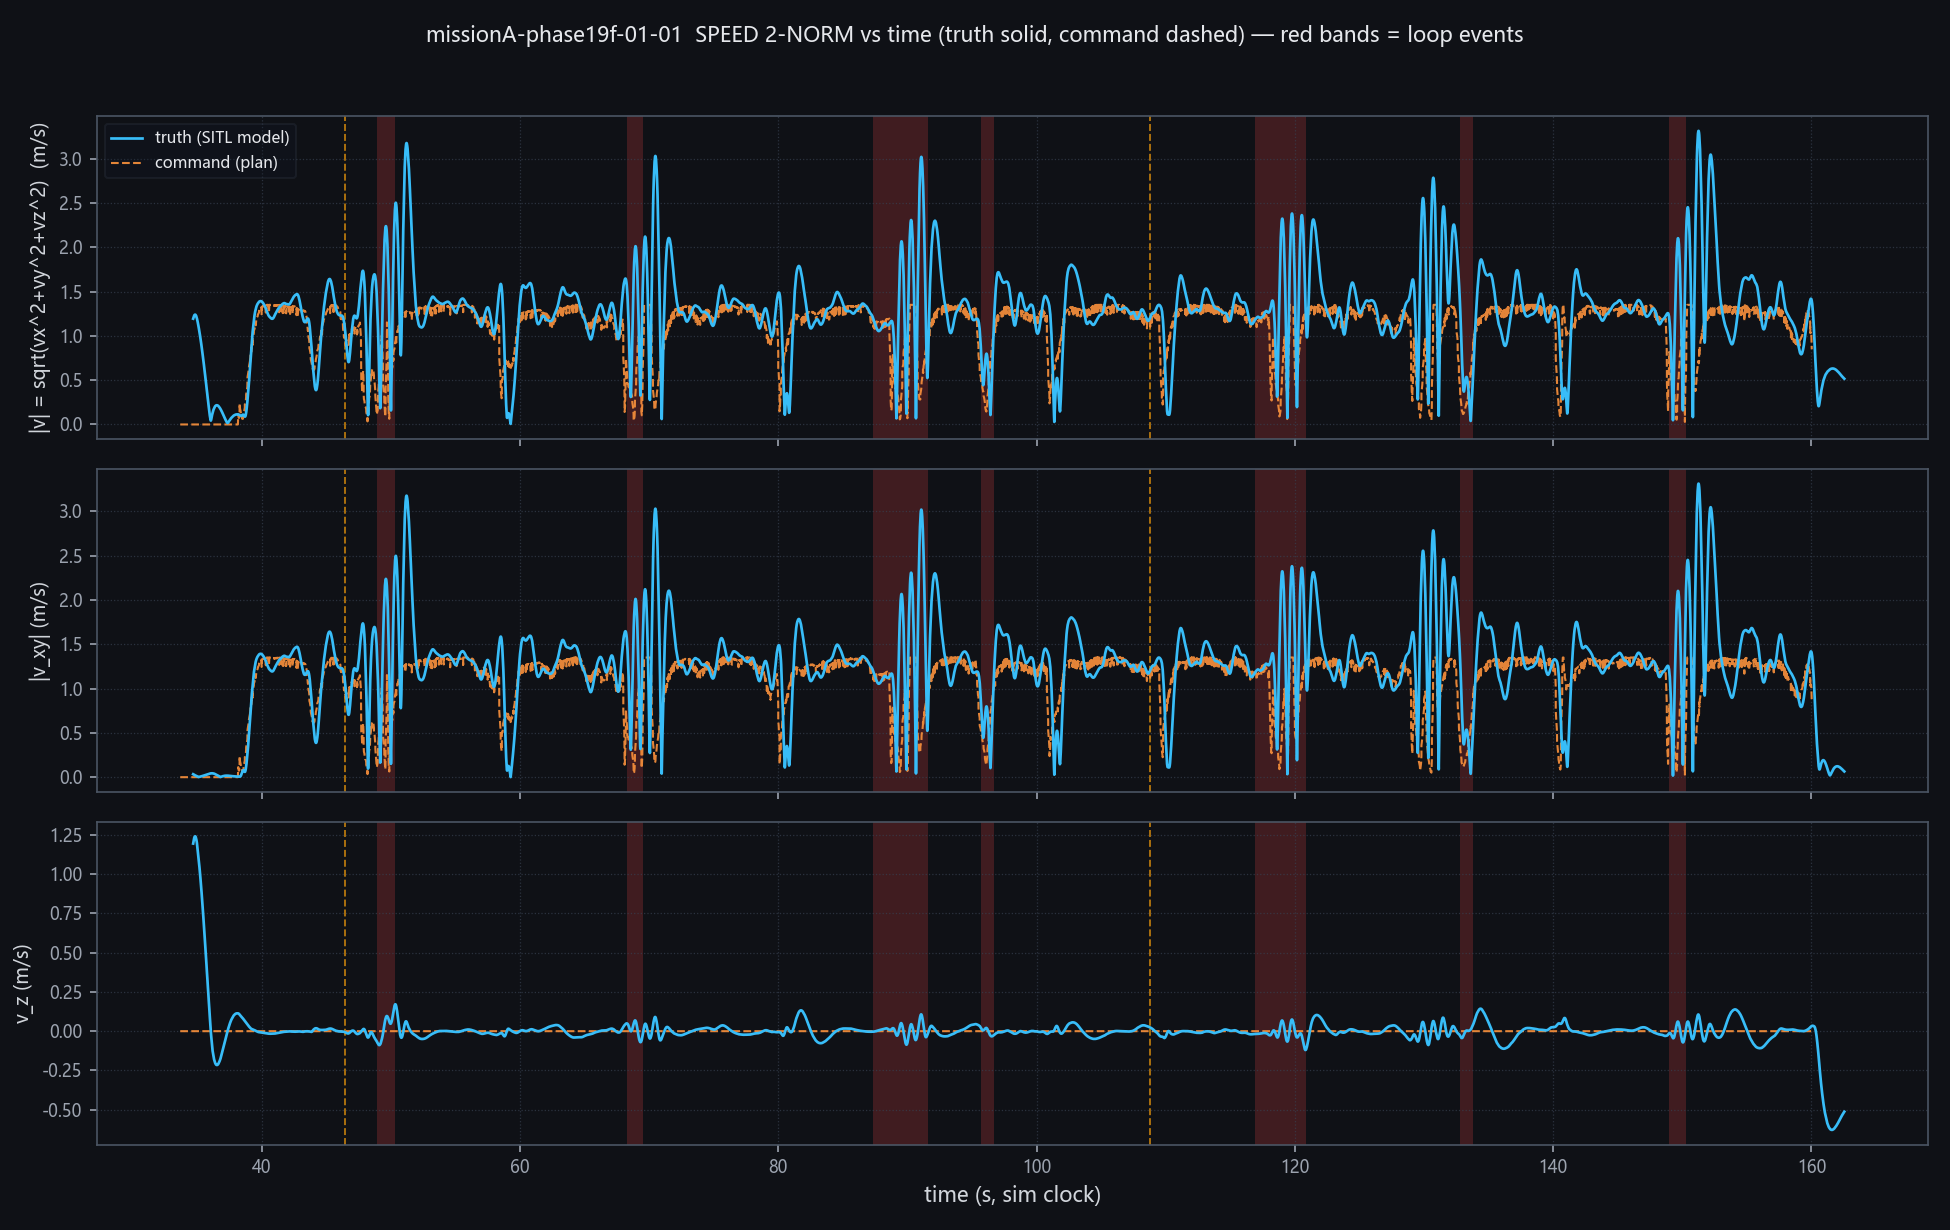 missionA-phase19f-01-01  SPEED 2-NORM vs time (truth solid, command dashed) — red bands = loop events
|v| = sqrt(vx^2+vy^2+vz^2)  (m/s)
truth (SITL model)
command (plan)
3.0
2.5
2.0
1.5
1.0
0.5
0.0
|v_xy| (m/s)
3.0
2.5
2.0
1.5
1.0
0.5
0.0
v_z (m/s)
1.25
1.00
0.75
0.50
0.25
0.00
-0.25
-0.50
40 60 80 100 120 140 160
time (s, sim clock)